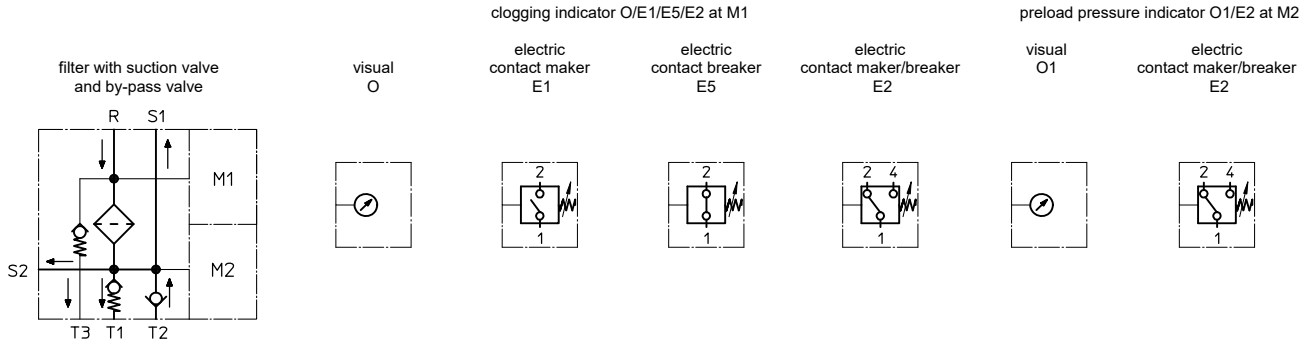 clogging indicator O/E1/E5/E2 at M1
preload pressure indicator O1/E2 at M2
filter with suction valve
and by-pass valve
visual
O
electric
contact maker
E1
electric
contact breaker
E5
electric
contact maker/breaker
E2
visual
O1
electric
contact maker/breaker
E2
R S1
M1
S2
M2
T3 T1 T2
2
1
2
1
2 4
1
2 4
1